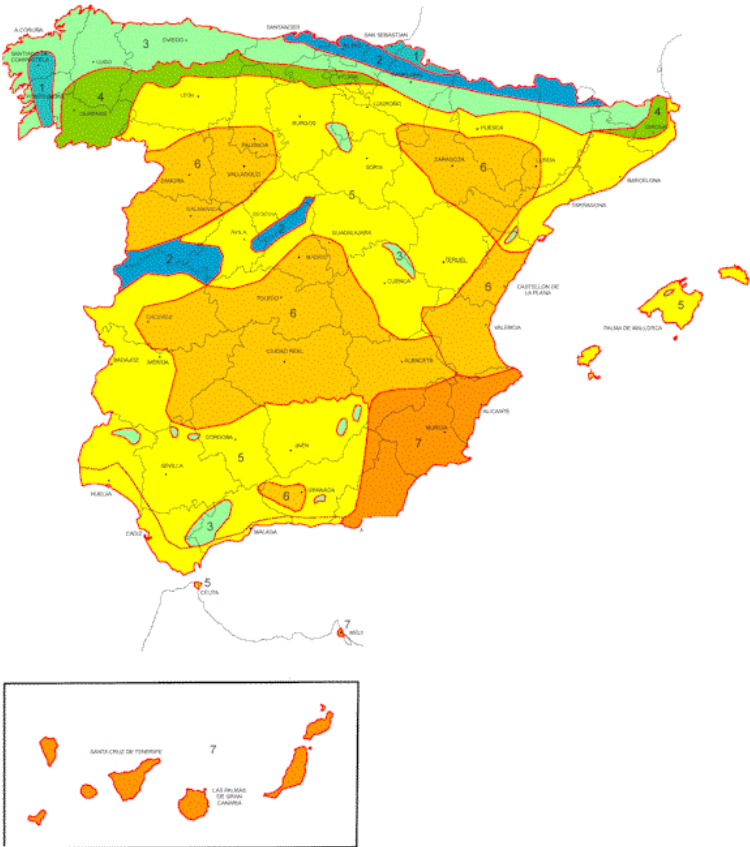 SANTANDER
SAN SEBASTIAN
A CORUÑA
OVIEDO
3
1
2
SANTIAGO DE
COMPOSTELA
LUGO
1
4
4
OURENSE
LEÓN
LOGROÑO
BURGOS
HUESCA
GIRONA
PALENCIA
6
ZAMORA
VALLADOLID
SORIA
ZARAGOZA
6
LLEIDA
BARCELONA
5
TARRAGONA
SALAMANCA
SEGOVIA
2
ÁVILA
GUADALAJARA
2
MADRID
3
TERUEL
CUENCA
CASTELLÓN DE
LA PLANA
6
5
TOLEDO
CACERES
6
VALENCIA
PALMA DE MALLORCA
CIUDAD REAL
ALBACETE
BADAJOZ
MÉRIDA
ALICANTE
MURCIA
7
CÓRDOBA
JAÉN
5
SEVILLA
HUELVA
6
GRANADA
3
CÁDIZ
MÁLAGA
A
5
CEUTA
7
SANTA CRUZ DE TENERIFE
7
LAS PALMAS
DE GRAN
CANARIA